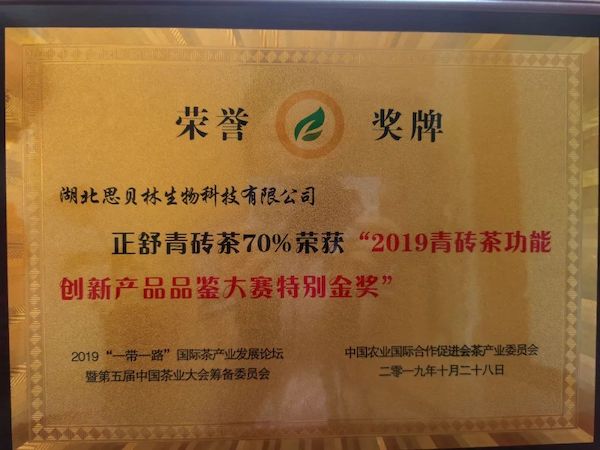 荣誉 奖牌
湖北思贝林生物科技有限公司
正舒青砖茶70%荣获“2019青砖茶功能
创新产品品鉴大赛特别金奖”
2019“一带一路”国际茶产业发展论坛
暨第五届中国茶业大会筹备委员会
中国农业国际合作促进会茶产业委员会
二零一九年十月二十八日